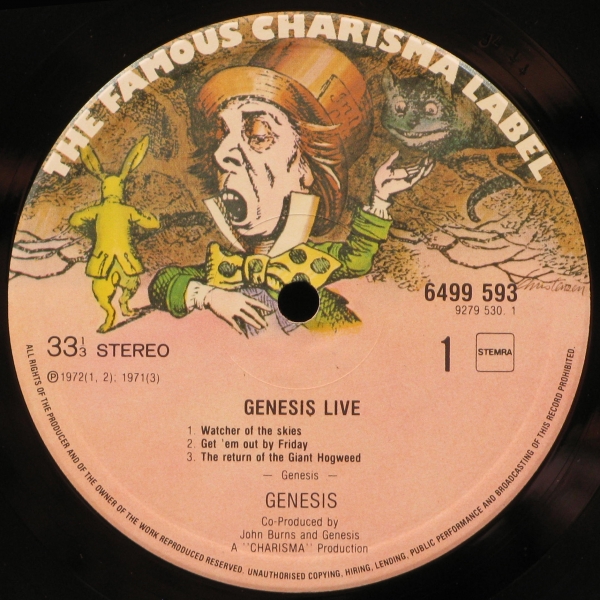 THE FAMOUS CHARISMA LABEL
6499 593
9279 530. 1
33⅓ STEREO
1
STEMRA
Ⓟ1972(1, 2): 1971(3)
GENESIS LIVE
1 Watcher of the skies
2. Get 'em out by Friday
3. The return of the Giant Hogweed
— Genesis —
GENESIS
Co-Produced by
John Burns and Genesis
A ''CHARISMA'' Production
ALL RIGHTS OF THE PRODUCER AND OF THE OWNER OF THE WORK REPRODUCED RESERVED. UNAUTHORISED COPYING, HIRING, LENDING, PUBLIC PERFORMANCE AND BROADCASTING OF THIS RECORD PROHIBITED.